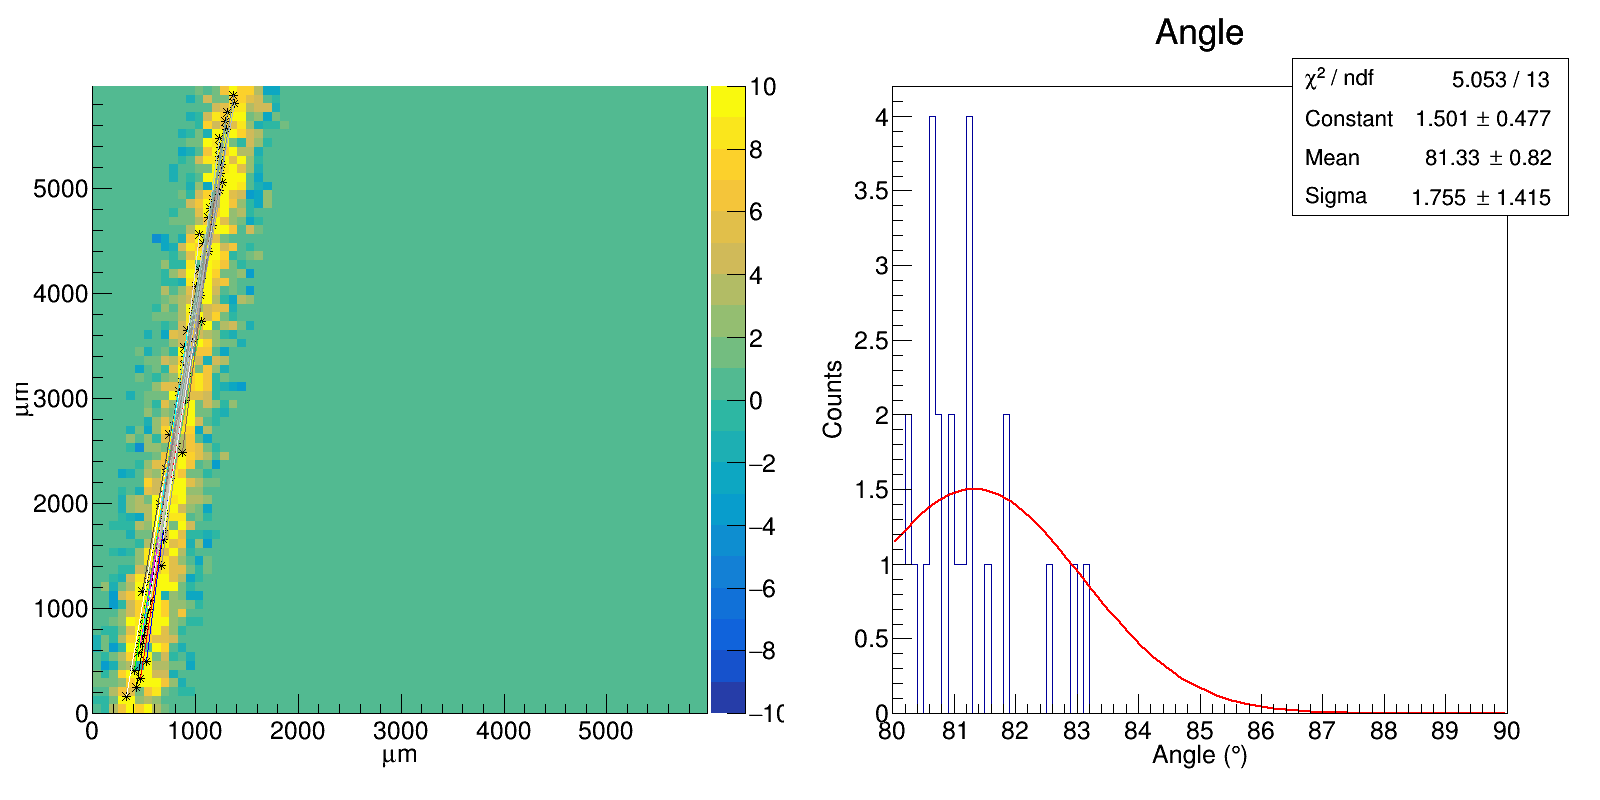 Angle
χ² / ndf 5.053 / 13
Constant 1.501 ± 0.477
Mean 81.33 ± 0.82
Sigma 1.755 ± 1.415
5000
4000
3000
2000
1000
0
μm
0 1000 2000 3000 4000 5000
μm
10
8
6
4
2
0
−2
−4
−6
−8
−10
4
3.5
3
2.5
2
1.5
1
0.5
0
Counts
80 81 82 83 84 85 86 87 88 89 90
Angle (°)